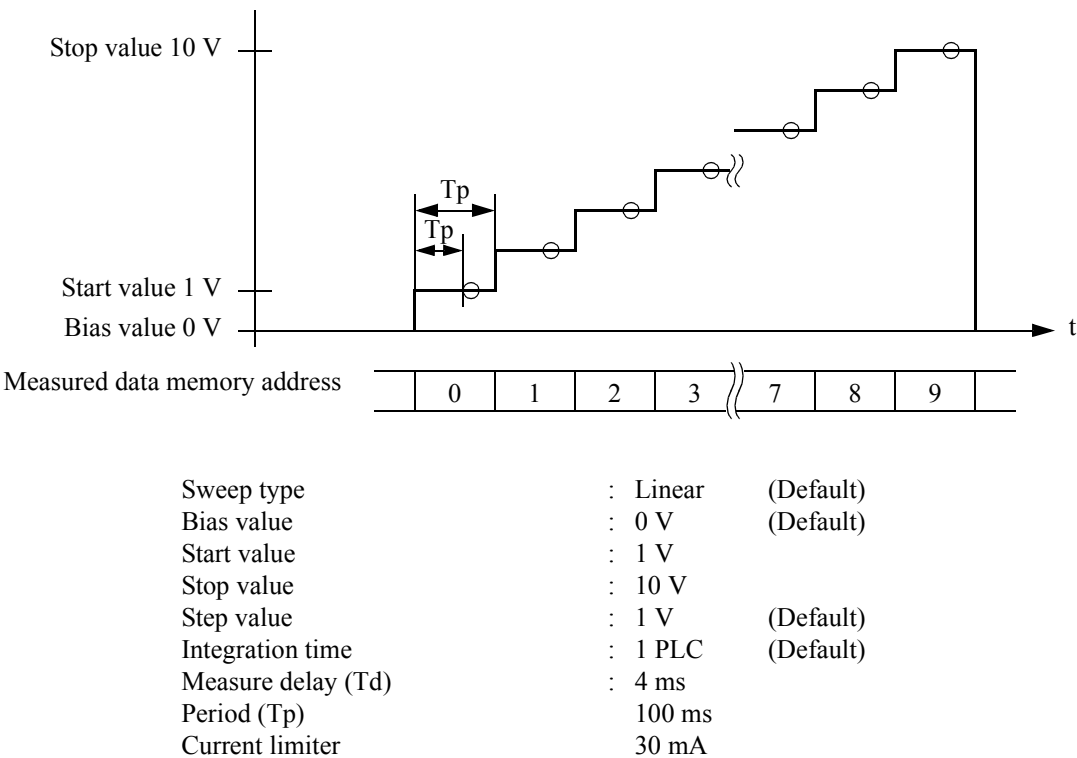 Stop value 10 V
Tp
Tp
Start value 1 V
Bias value 0 V
t
Measured data memory address 0 1 2 3 7 8 9
Sweep type : Linear (Default)
Bias value : 0 V (Default)
Start value : 1 V
Stop value : 10 V
Step value : 1 V (Default)
Integration time : 1 PLC (Default)
Measure delay (Td) : 4 ms
Period (Tp) 100 ms
Current limiter 30 mA